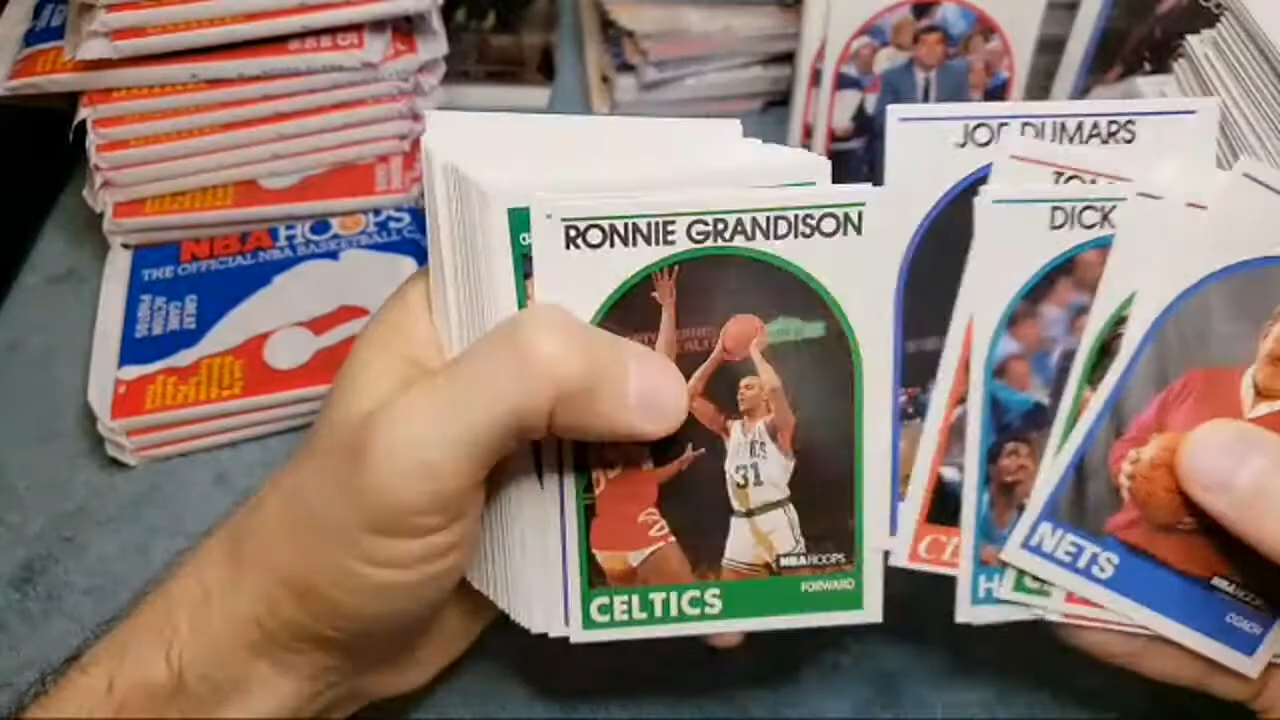 NBA HOOPS
THE OFFICIAL NBA BASKETBALL C
GREAT
GAME
ACTION
PHOTOS
RONNIE GRANDISON
31
NBA HOOPS
FORWARD
CELTICS
JOE DUMARS
DICK
NETS
COACH